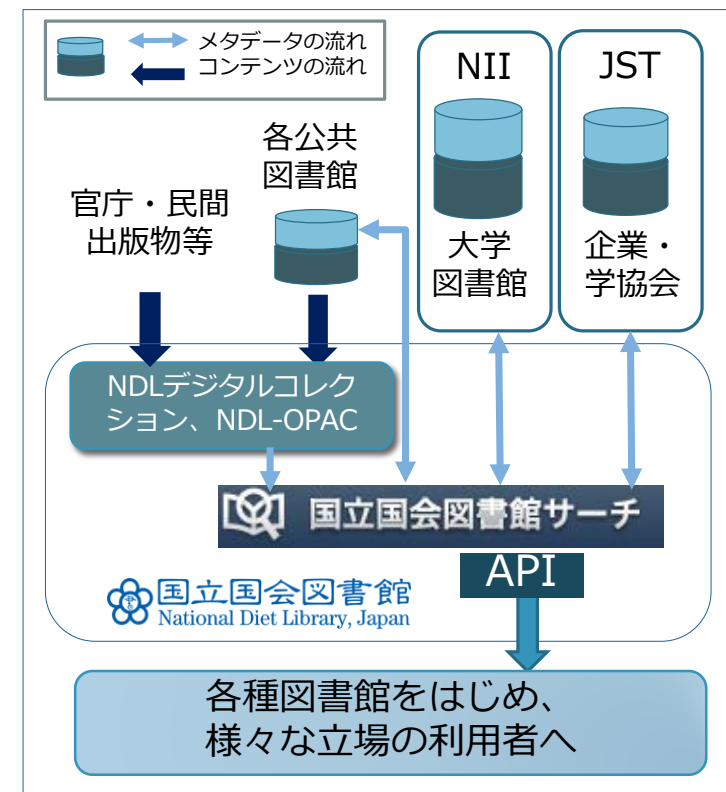 メタデータの流れ
コンテンツの流れ
NII
JST
各公共
図書館
官庁・民間
出版物等
大学
図書館
企業・
学協会
NDLデジタルコレク
ション、NDL-OPAC
国立国会図書館サーチ
API
国立国会図書館
National Diet Library, Japan
各種図書館をはじめ、
様々な立場の利用者へ